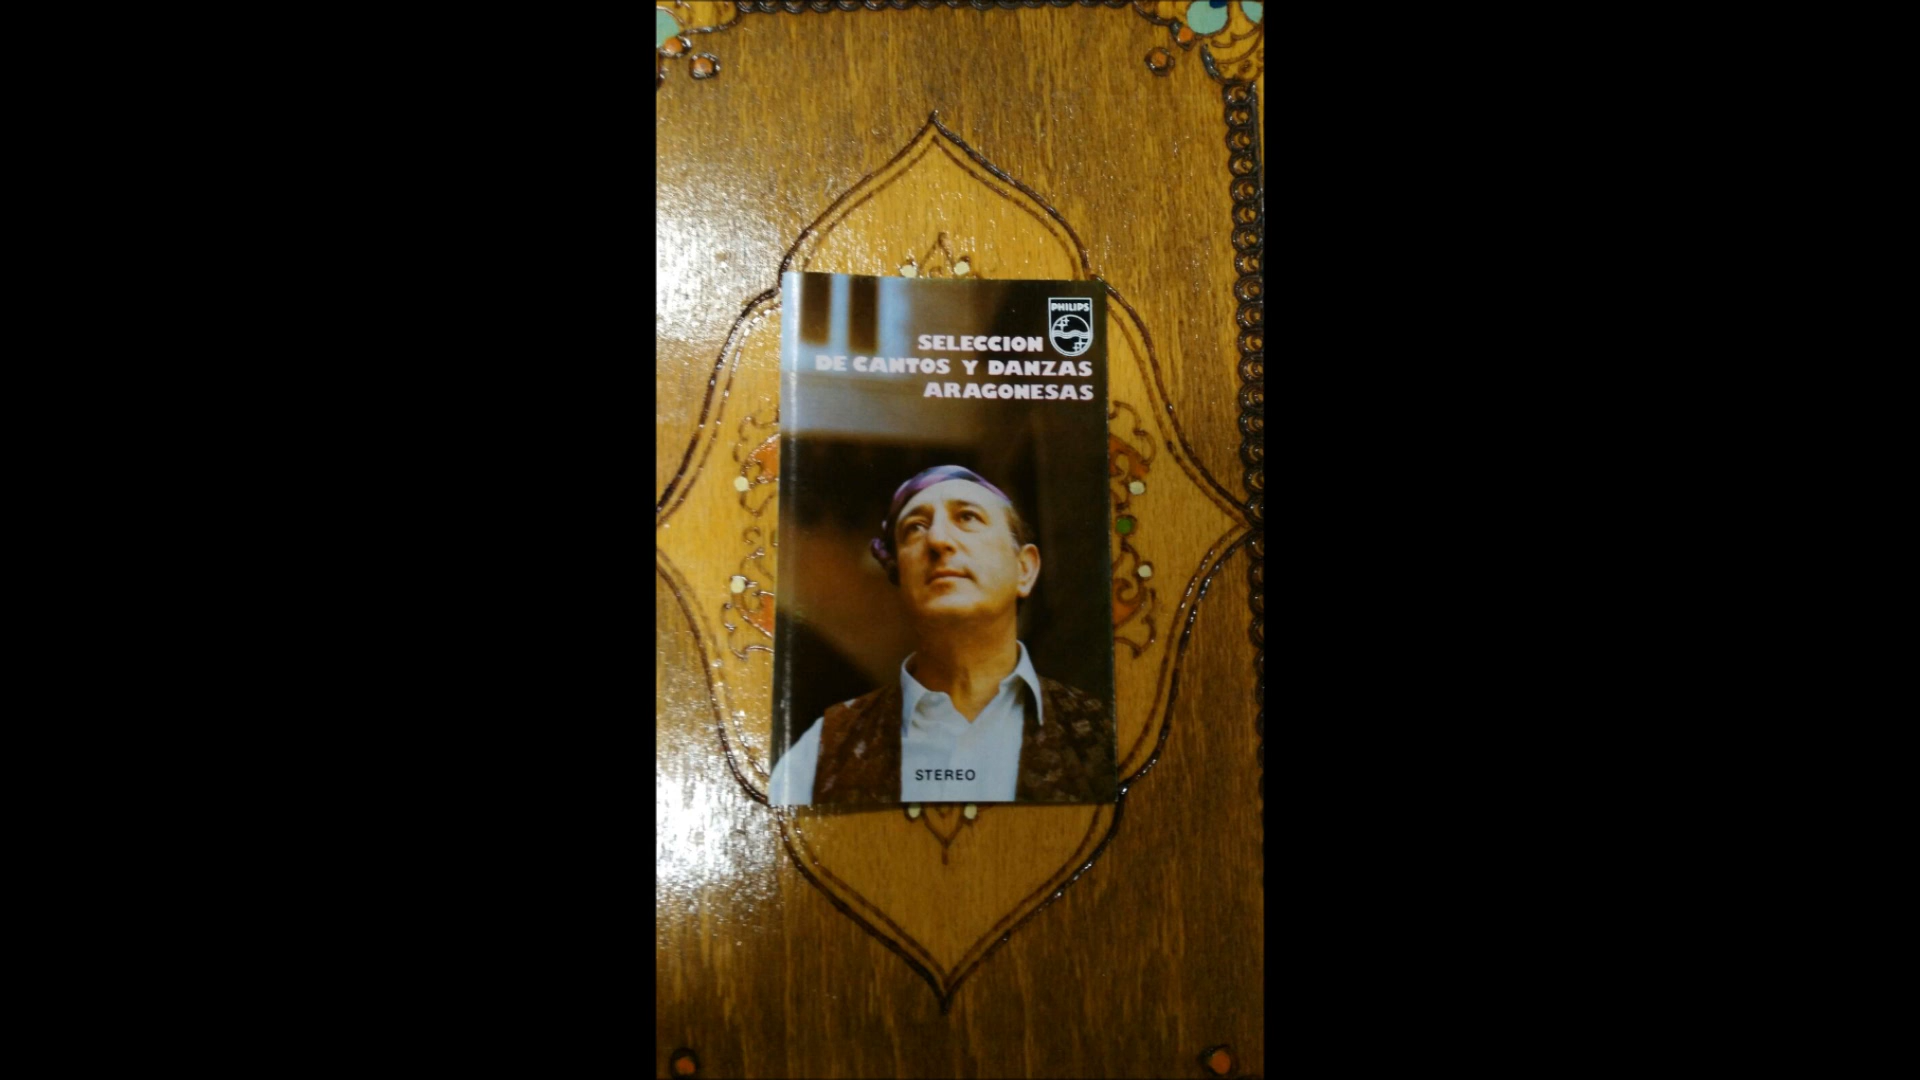 PHILIPS
SELECCION
DE CANTOS Y DANZAS
ARAGONESAS
STEREO